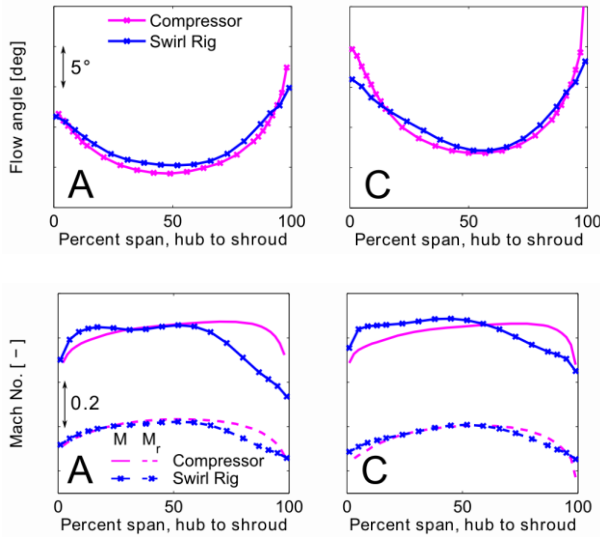 Flow angle [deg]
Compressor
Swirl Rig
5°
A
0 50 100
Percent span, hub to shroud
C
0 50 100
Percent span, hub to shroud
Mach No. [ – ]
0.2
M Mr
Compressor
Swirl Rig
A
0 50 100
Percent span, hub to shroud
C
0 50 100
Percent span, hub to shroud